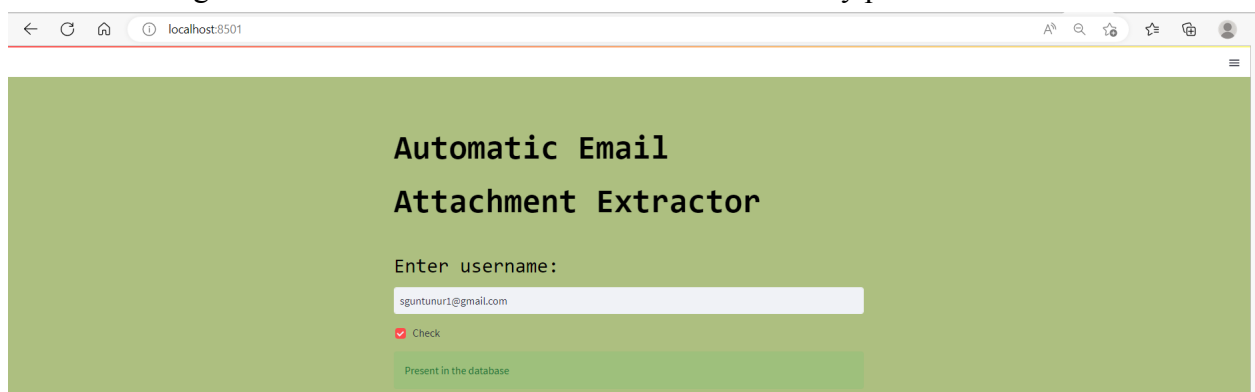 localhost:8501
Automatic Email
Attachment Extractor
Enter username:
sguntunur1@gmail.com
Check
Present in the database